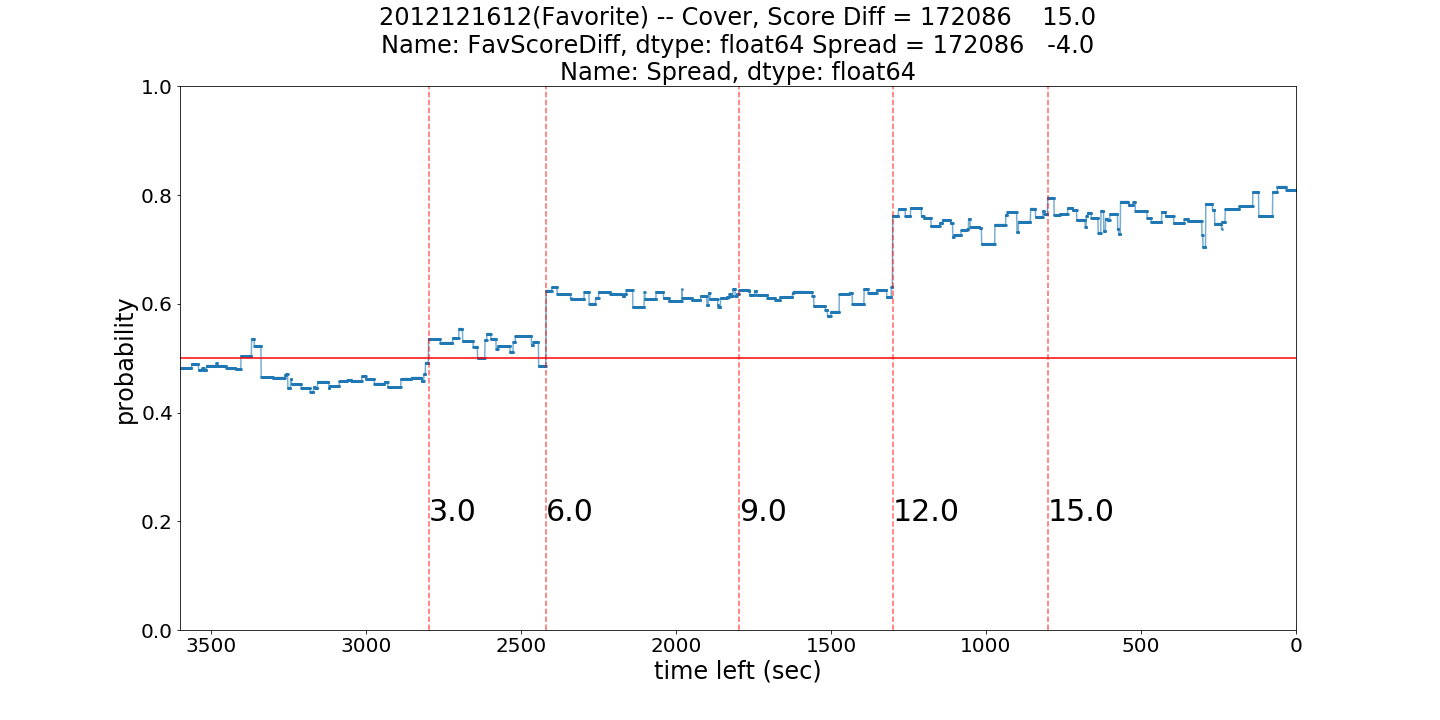 2012121612(Favorite) -- Cover, Score Diff = 172086    15.0
Name: FavScoreDiff, dtype: float64 Spread = 172086   -4.0
Name: Spread, dtype: float64
1.0
0.8
0.6
0.4
0.2
0.0
probability
3.0 6.0 9.0 12.0 15.0
3500 3000 2500 2000 1500 1000 500 0
time left (sec)